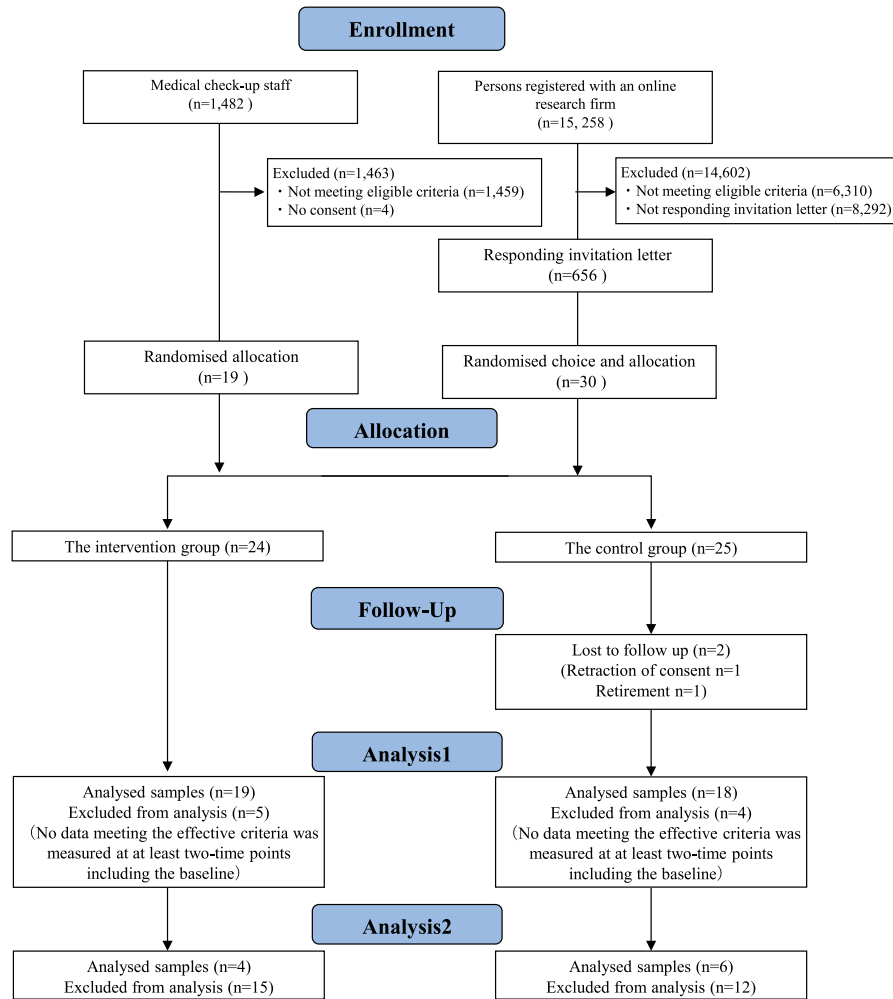 Enrollment
Medical check-up staff
(n=1,482 )
Persons registered with an online
research firm
(n=15, 258 )
Excluded (n=1,463)
・Not meeting eligible criteria (n=1,459)
・No consent (n=4)
Excluded (n=14,602)
・Not meeting eligible criteria (n=6,310)
・Not responding invitation letter (n=8,292)
Responding invitation letter
(n=656 )
Randomised allocation
(n=19 )
Randomised choice and allocation
(n=30 )
Allocation
The intervention group (n=24)
The control group (n=25)
Follow-Up
Lost to follow up (n=2)
(Retraction of consent n=1
Retirement n=1)
Analysis1
Analysed samples (n=19)
Excluded from analysis (n=5)
(No data meeting the effective criteria was
measured at at least two-time points
including the baseline)
Analysed samples (n=18)
Excluded from analysis (n=4)
(No data meeting the effective criteria was
measured at at least two-time points
including the baseline)
Analysis2
Analysed samples (n=4)
Excluded from analysis (n=15)
Analysed samples (n=6)
Excluded from analysis (n=12)